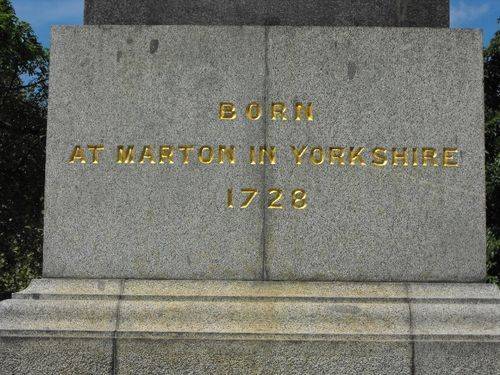 BORN
AT MARTON IN YORKSHIRE
1728